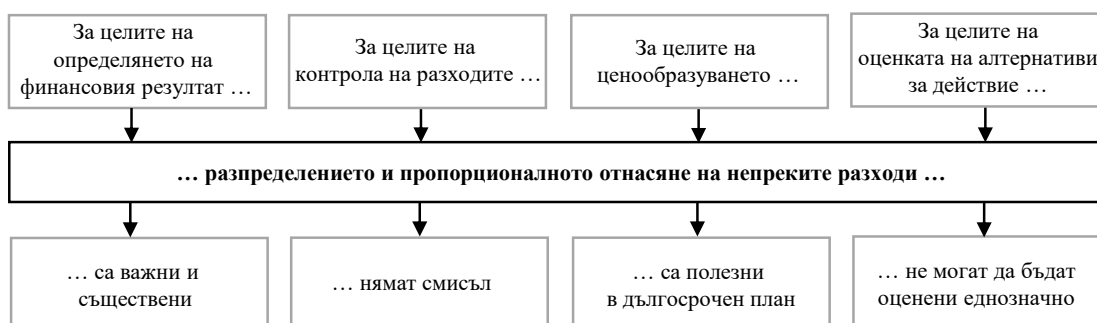 За целите на
определянето на
финансовия резултат …
За целите на
контрола на разходите …
За целите на
ценообразуването …
За целите на
оценката на алтернативи
за действие …
… разпределението и пропорционалното отнасяне на непреките разходи …
… са важни и
съществени
… нямат смисъл
… са полезни
в дългосрочен план
… не могат да бъдат
оценени еднозначно